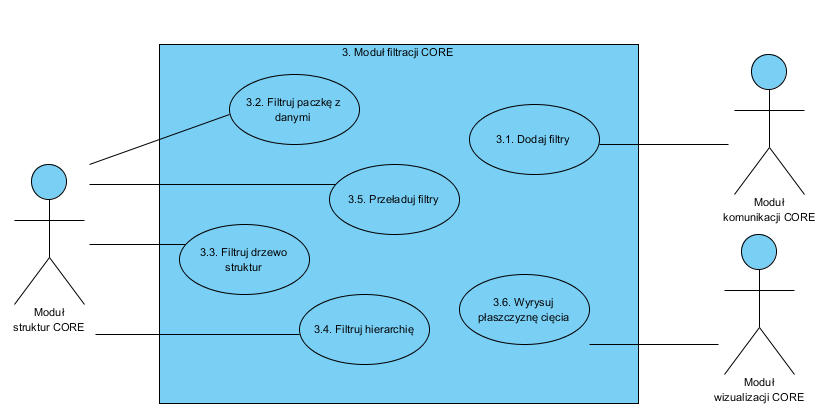 3. Moduł filtracji CORE
3.2. Filtruj paczkę z
danymi
3.1. Dodaj filtry
3.5. Przeładuj filtry
3.3. Filtruj drzewo
struktur
3.4. Filtruj hierarchię
3.6. Wyrysuj
płaszczyznę cięcia
Moduł
struktur CORE
Moduł
komunikacji CORE
Moduł
wizualizacji CORE